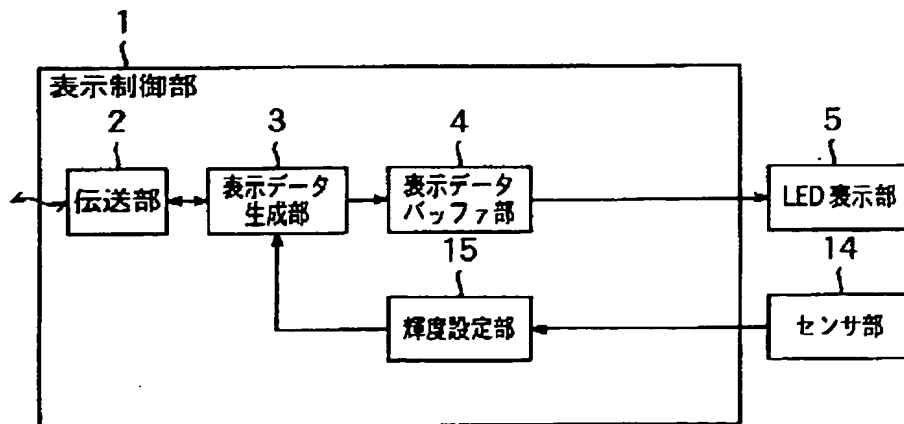 1
表示制御部
2
伝送部
3
表示データ
生成部
4
表示データ
バッファ部
5
LED表示部
14
センサ部
15
輝度設定部